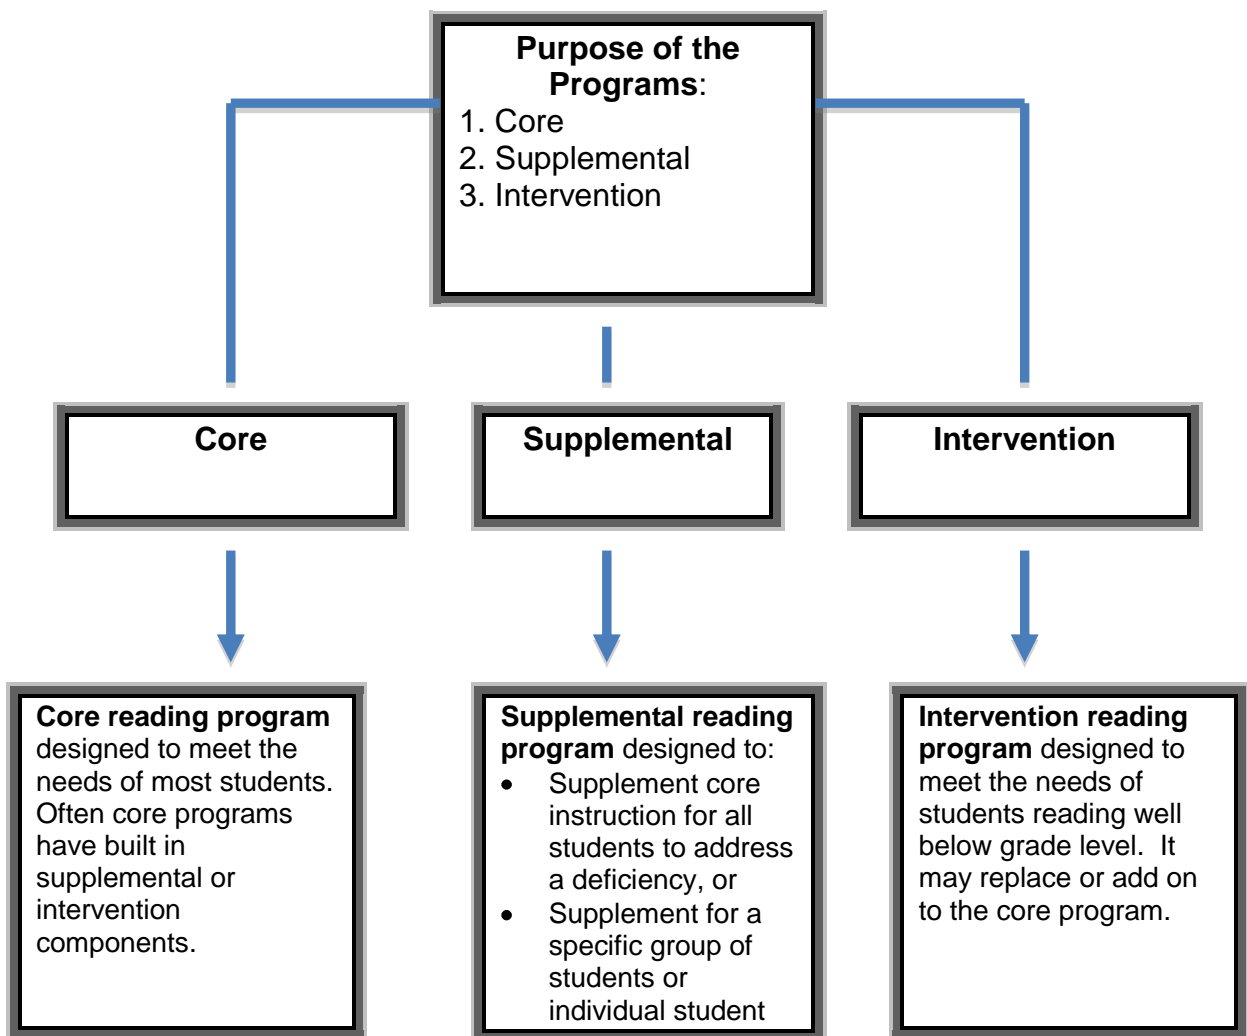 Purpose of the
Programs:
1. Core
2. Supplemental
3. Intervention
Core
Supplemental
Intervention
Core reading program
designed to meet the
needs of most students.
Often core programs
have built in
supplemental or
intervention
components.
Supplemental reading
program designed to:
• Supplement core
instruction for all
students to address
a deficiency, or
• Supplement for a
specific group of
students or
individual student
Intervention reading
program designed to
meet the needs of
students reading well
below grade level.  It
may replace or add on
to the core program.